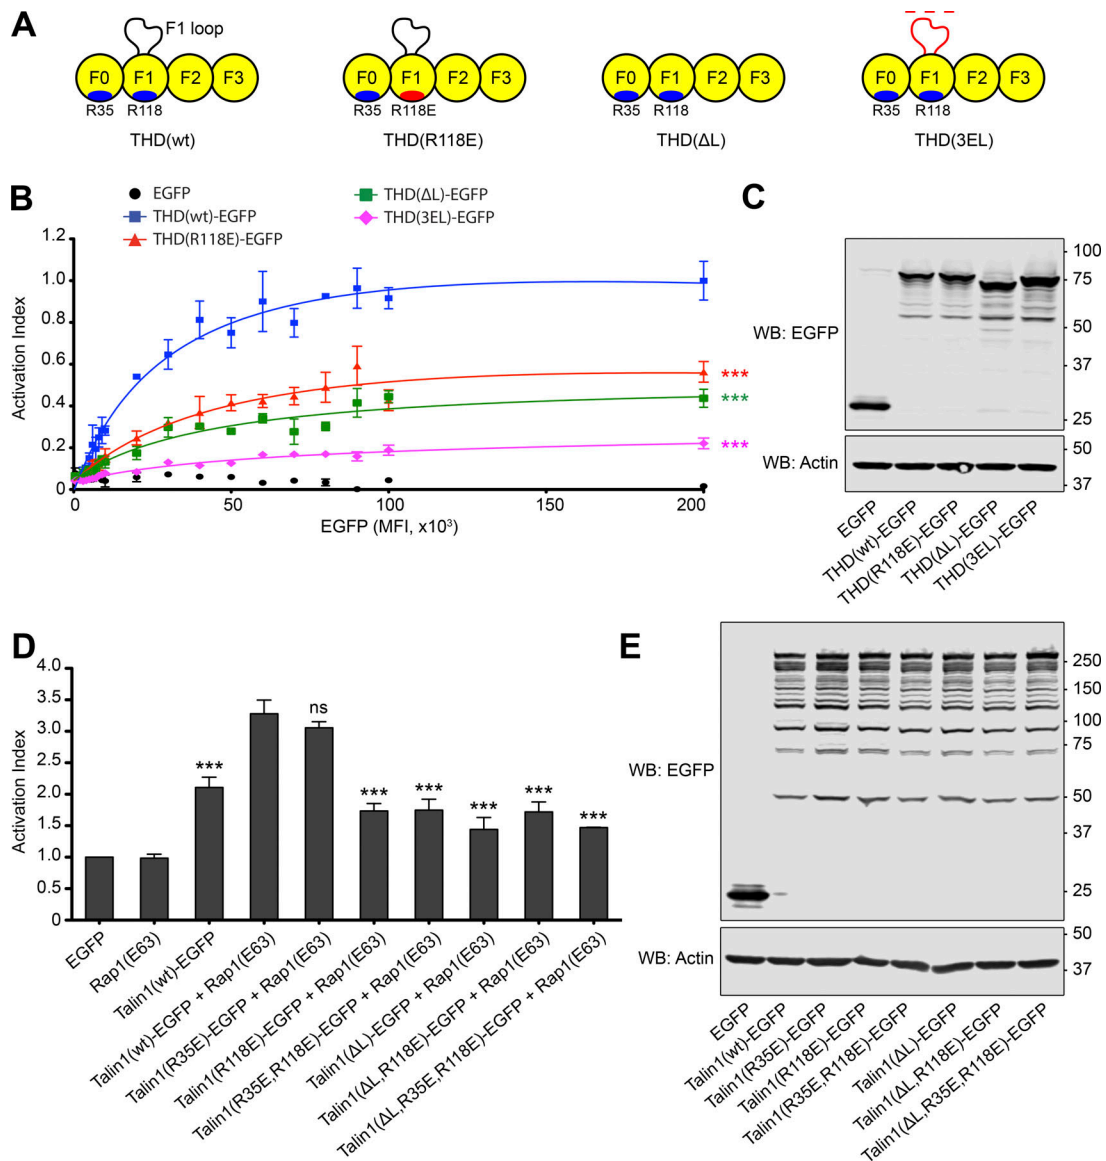 A
F1 loop
F0 F1 F2 F3
R35 R118
THD(wt)
F0 F1 F2 F3
R35 R118E
THD(R118E)
F0 F1 F2 F3
R35 R118
THD(ΔL)
F0 F1 F2 F3
R35 R118
THD(3EL)
B
EGFP
THD(wt)-EGFP
THD(R118E)-EGFP
THD(ΔL)-EGFP
THD(3EL)-EGFP
Activation Index
1.2
1.0
0.8
0.6
0.4
0.2
0
***
***
***
0 50 100 150 200
EGFP (MFI, x10³)
C
WB: EGFP
100
75
50
37
25
WB: Actin
50
37
EGFP
THD(wt)-EGFP
THD(R118E)-EGFP
THD(ΔL)-EGFP
THD(3EL)-EGFP
D
Activation Index
4.0
3.5
3.0
2.5
2.0
1.5
1.0
0.5
0
***
ns
***
***
***
***
***
EGFP
Rap1(E63)
Talin1(wt)-EGFP
Talin1(wt)-EGFP + Rap1(E63)
Talin1(R35E)-EGFP + Rap1(E63)
Talin1(R118E)-EGFP + Rap1(E63)
Talin1(R35E,R118E)-EGFP + Rap1(E63)
Talin1(ΔL)-EGFP + Rap1(E63)
Talin1(ΔL,R118E)-EGFP + Rap1(E63)
Talin1(ΔL,R35E,R118E)-EGFP + Rap1(E63)
E
WB: EGFP
250
150
100
75
50
37
25
WB: Actin
50
37
EGFP
Talin1(wt)-EGFP
Talin1(R35E)-EGFP
Talin1(R118E)-EGFP
Talin1(R35E,R118E)-EGFP
Talin1(ΔL)-EGFP
Talin1(ΔL,R118E)-EGFP
Talin1(ΔL,R35E,R118E)-EGFP